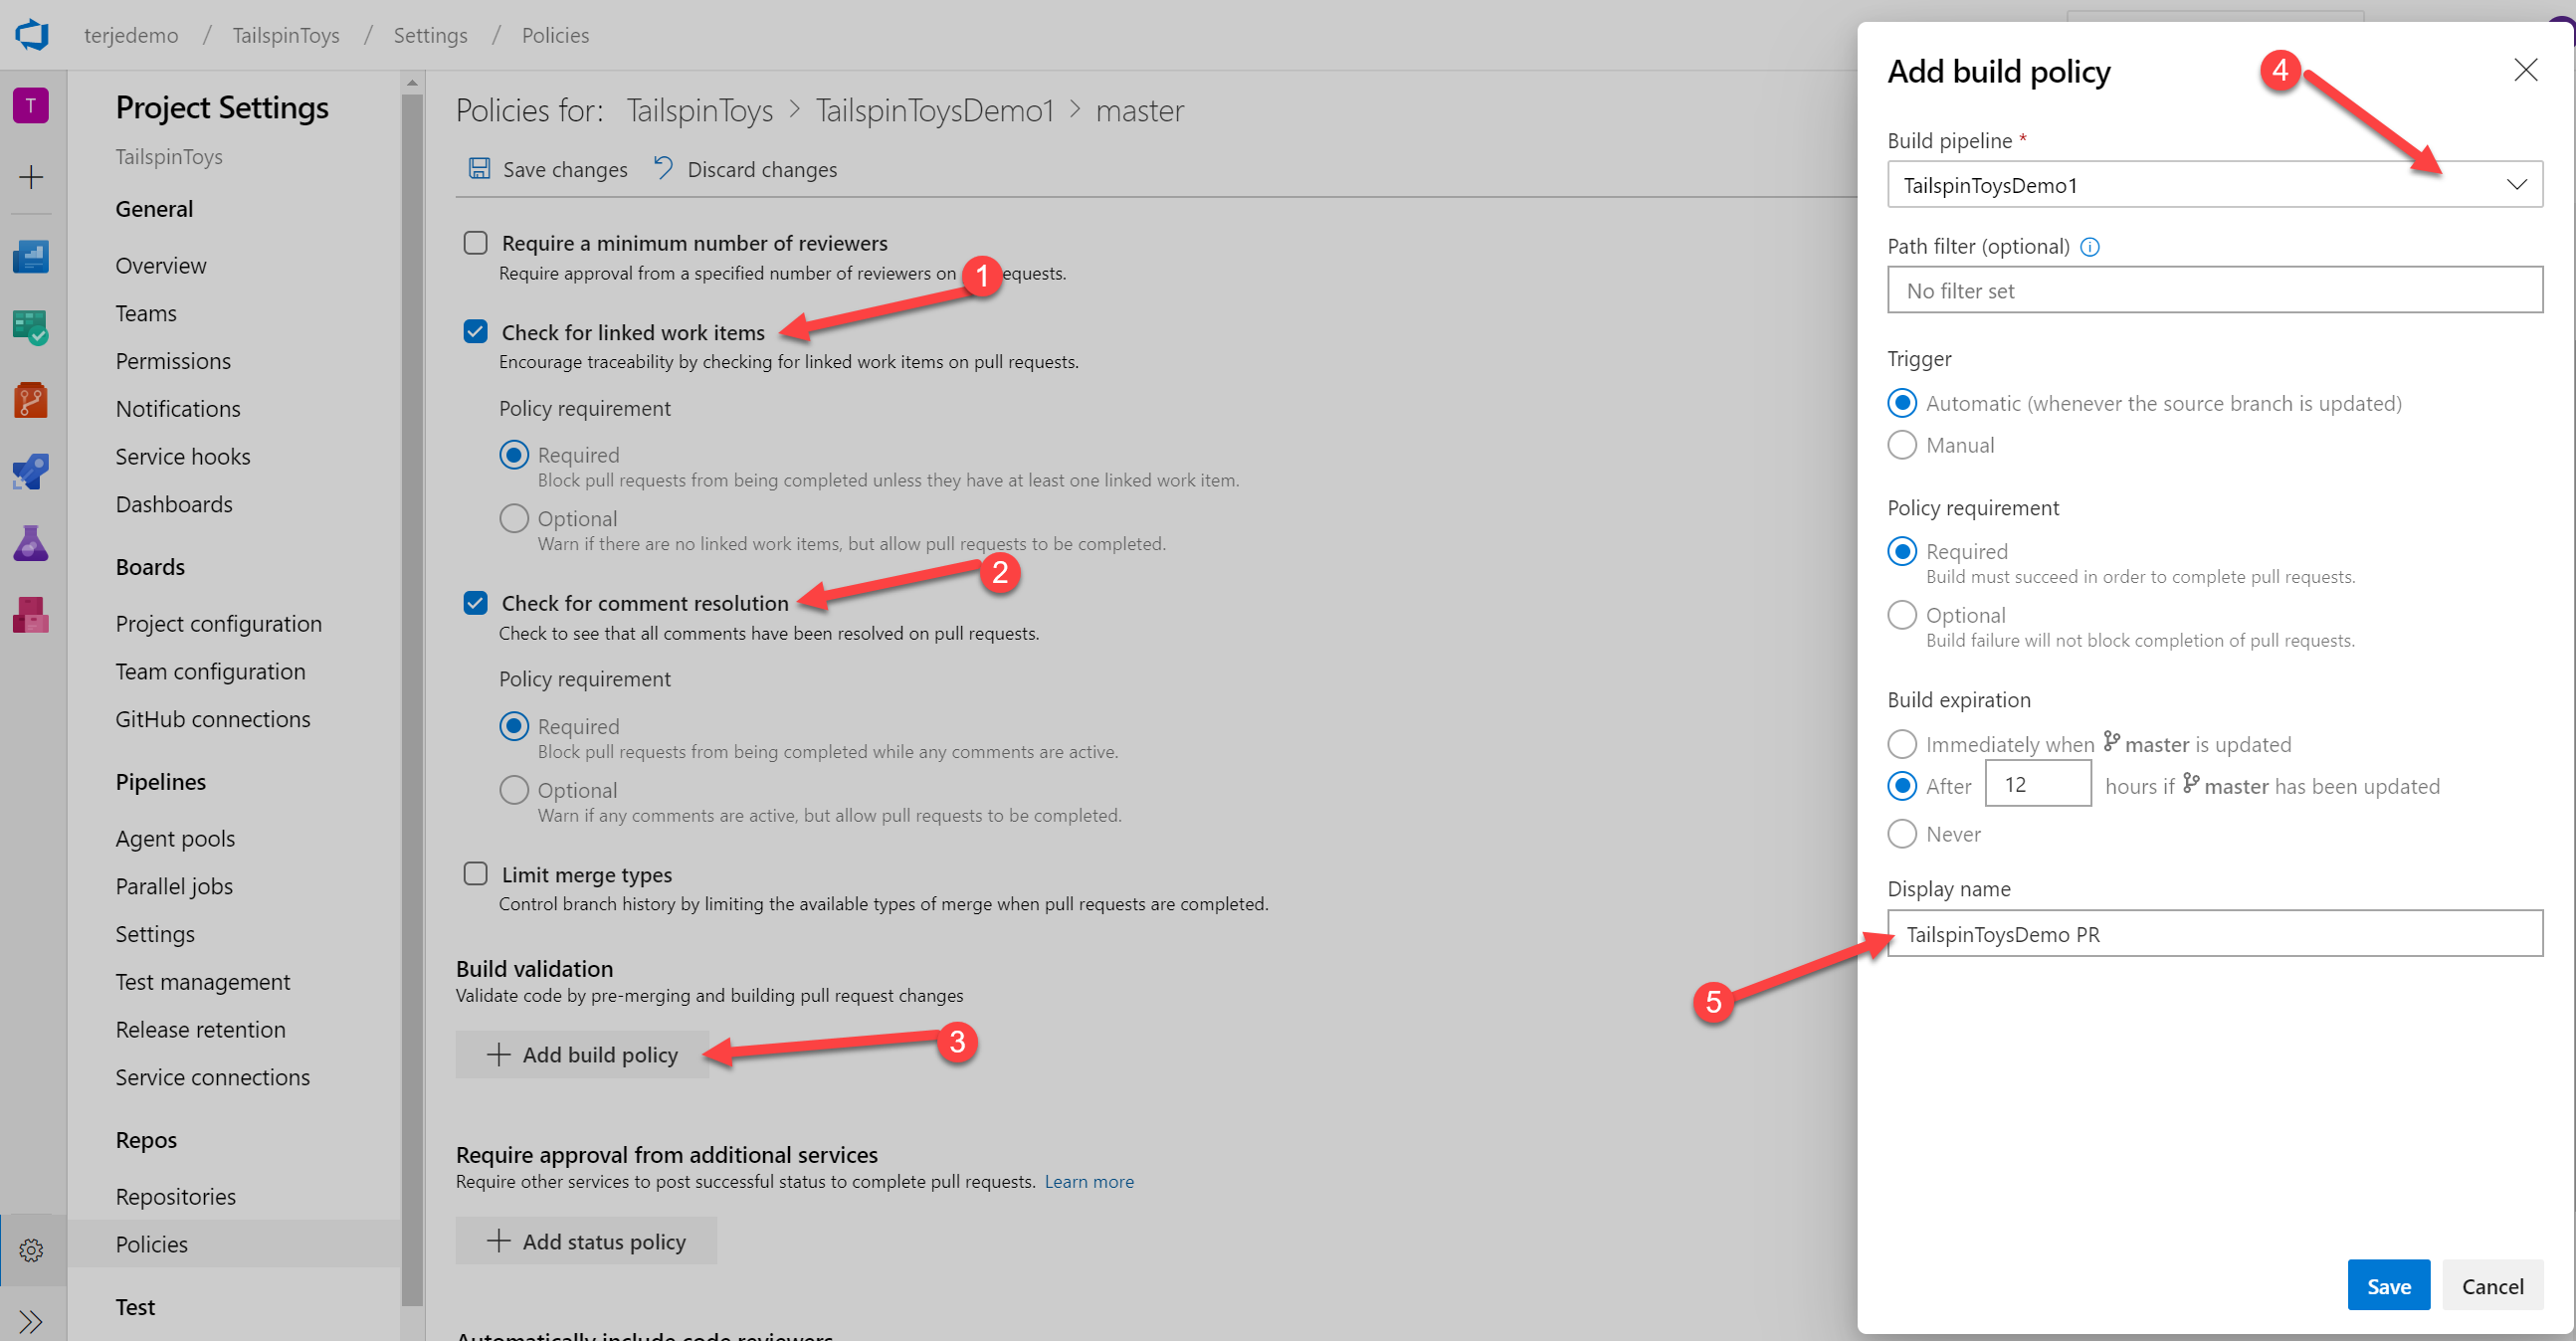 terjedemo / TailspinToys / Settings / Policies
T
Project Settings
TailspinToys
General
Overview
Teams
Permissions
Notifications
Service hooks
Dashboards
Boards
Project configuration
Team configuration
GitHub connections
Pipelines
Agent pools
Parallel jobs
Settings
Test management
Release retention
Service connections
Repos
Repositories
Policies
Test
Policies for: TailspinToys > TailspinToysDemo1 > master
Save changes Discard changes
Require a minimum number of reviewers
Require approval from a specified number of reviewers on equests.
1
Check for linked work items
Encourage traceability by checking for linked work items on pull requests.
Policy requirement
Required
Block pull requests from being completed unless they have at least one linked work item.
Optional
Warn if there are no linked work items, but allow pull requests to be completed.
2
Check for comment resolution
Check to see that all comments have been resolved on pull requests.
Policy requirement
Required
Block pull requests from being completed while any comments are active.
Optional
Warn if any comments are active, but allow pull requests to be completed.
Limit merge types
Control branch history by limiting the available types of merge when pull requests are completed.
Build validation
Validate code by pre-merging and building pull request changes
+ Add build policy
3
Require approval from additional services
Require other services to post successful status to complete pull requests. Learn more
+ Add status policy
Automatically include code reviewers
Add build policy
4
Build pipeline *
TailspinToysDemo1
Path filter (optional)
No filter set
Trigger
Automatic (whenever the source branch is updated)
Manual
Policy requirement
Required
Build must succeed in order to complete pull requests.
Optional
Build failure will not block completion of pull requests.
Build expiration
Immediately when master is updated
After 12 hours if master has been updated
Never
Display name
TailspinToysDemo PR
5
Save Cancel